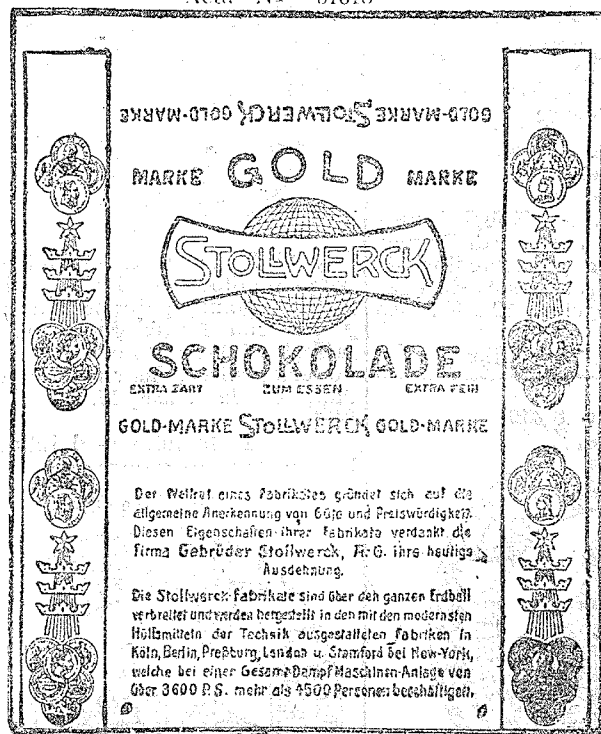 GOLD-MARKE STOLLWERCK GOLD-MARKE
MARKE GOLD MARKE
STOLLWERCK
SCHOKOLADE
EXTRA ZART ZUM ESSEN EXTRA FEIN
GOLD-MARKE STOLLWERCK GOLD-MARKE
Der Weltruf eines Fabrikates gründet sich auf die
allgemeine Anerkennung von Güte und Preiswürdigkeit.
Diesen Eigenschaften ihrer Fabrikate verdankt die
Firma Gebrüder Stollwerck, A.G. ihre heutige
Ausdehnung.
Die Stollwerck-Fabrikate sind über den ganzen Erdball
verbreitet und werden hergestellt in den mit den modernsten
Hülfsmitteln der Technik ausgestatteten Fabriken in
Köln, Berlin, Preßburg, London u. Stamford bei New-York,
welche bei einer Gesamt-Dampf Maschinen-Anlage von
über 3600 P.S. mehr als 4500 Personen beschäftigen.